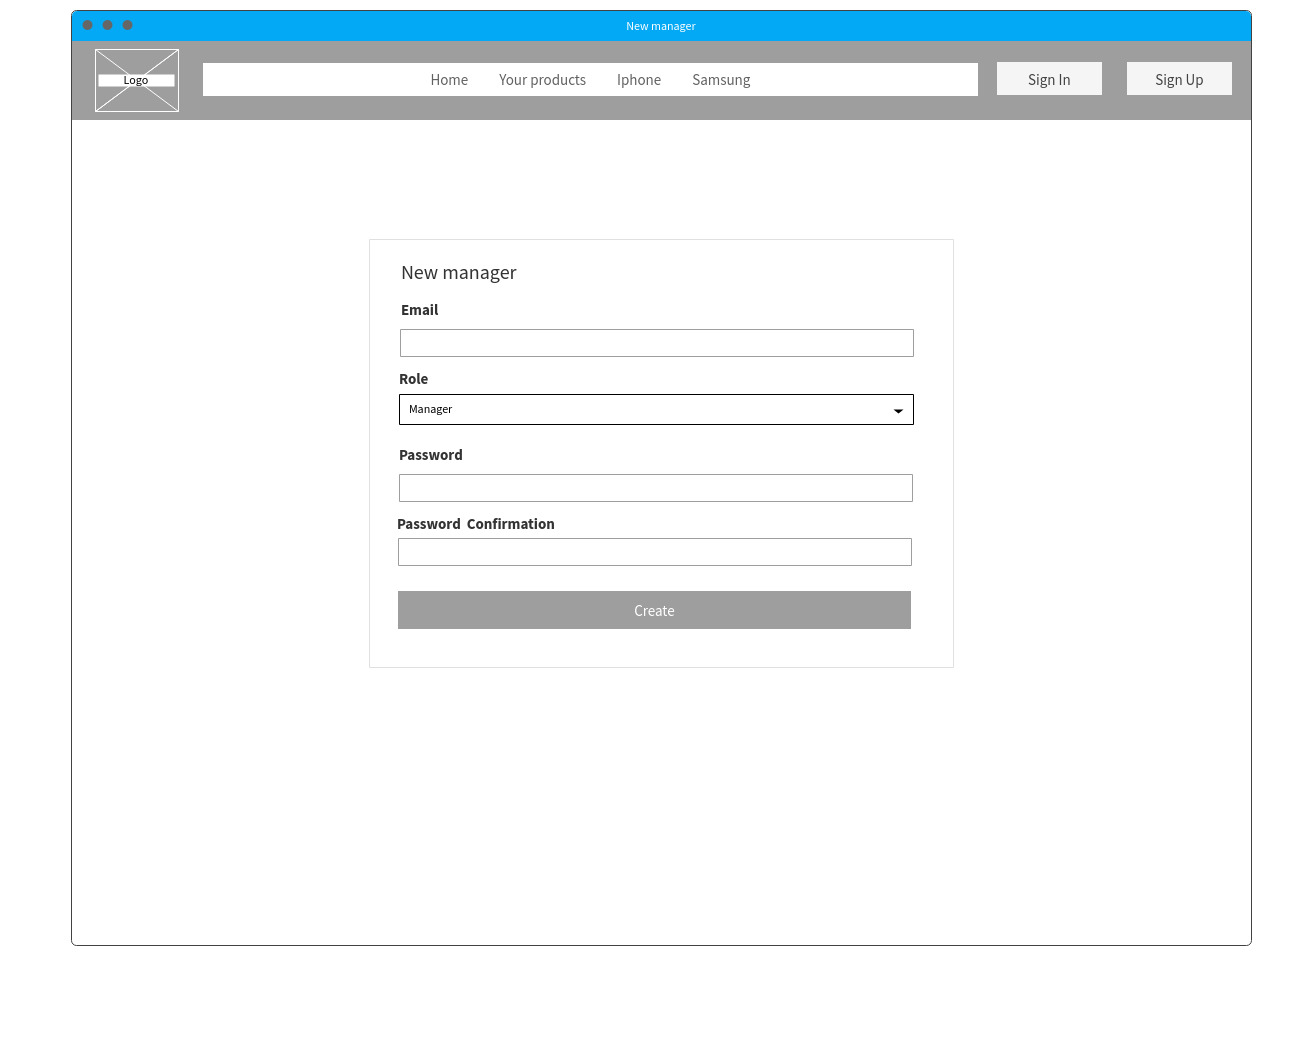 New manager
Logo
Home Your products Iphone Samsung
Sign In
Sign Up
New manager
Email
Role
Manager
Password
Password Confirmation
Create